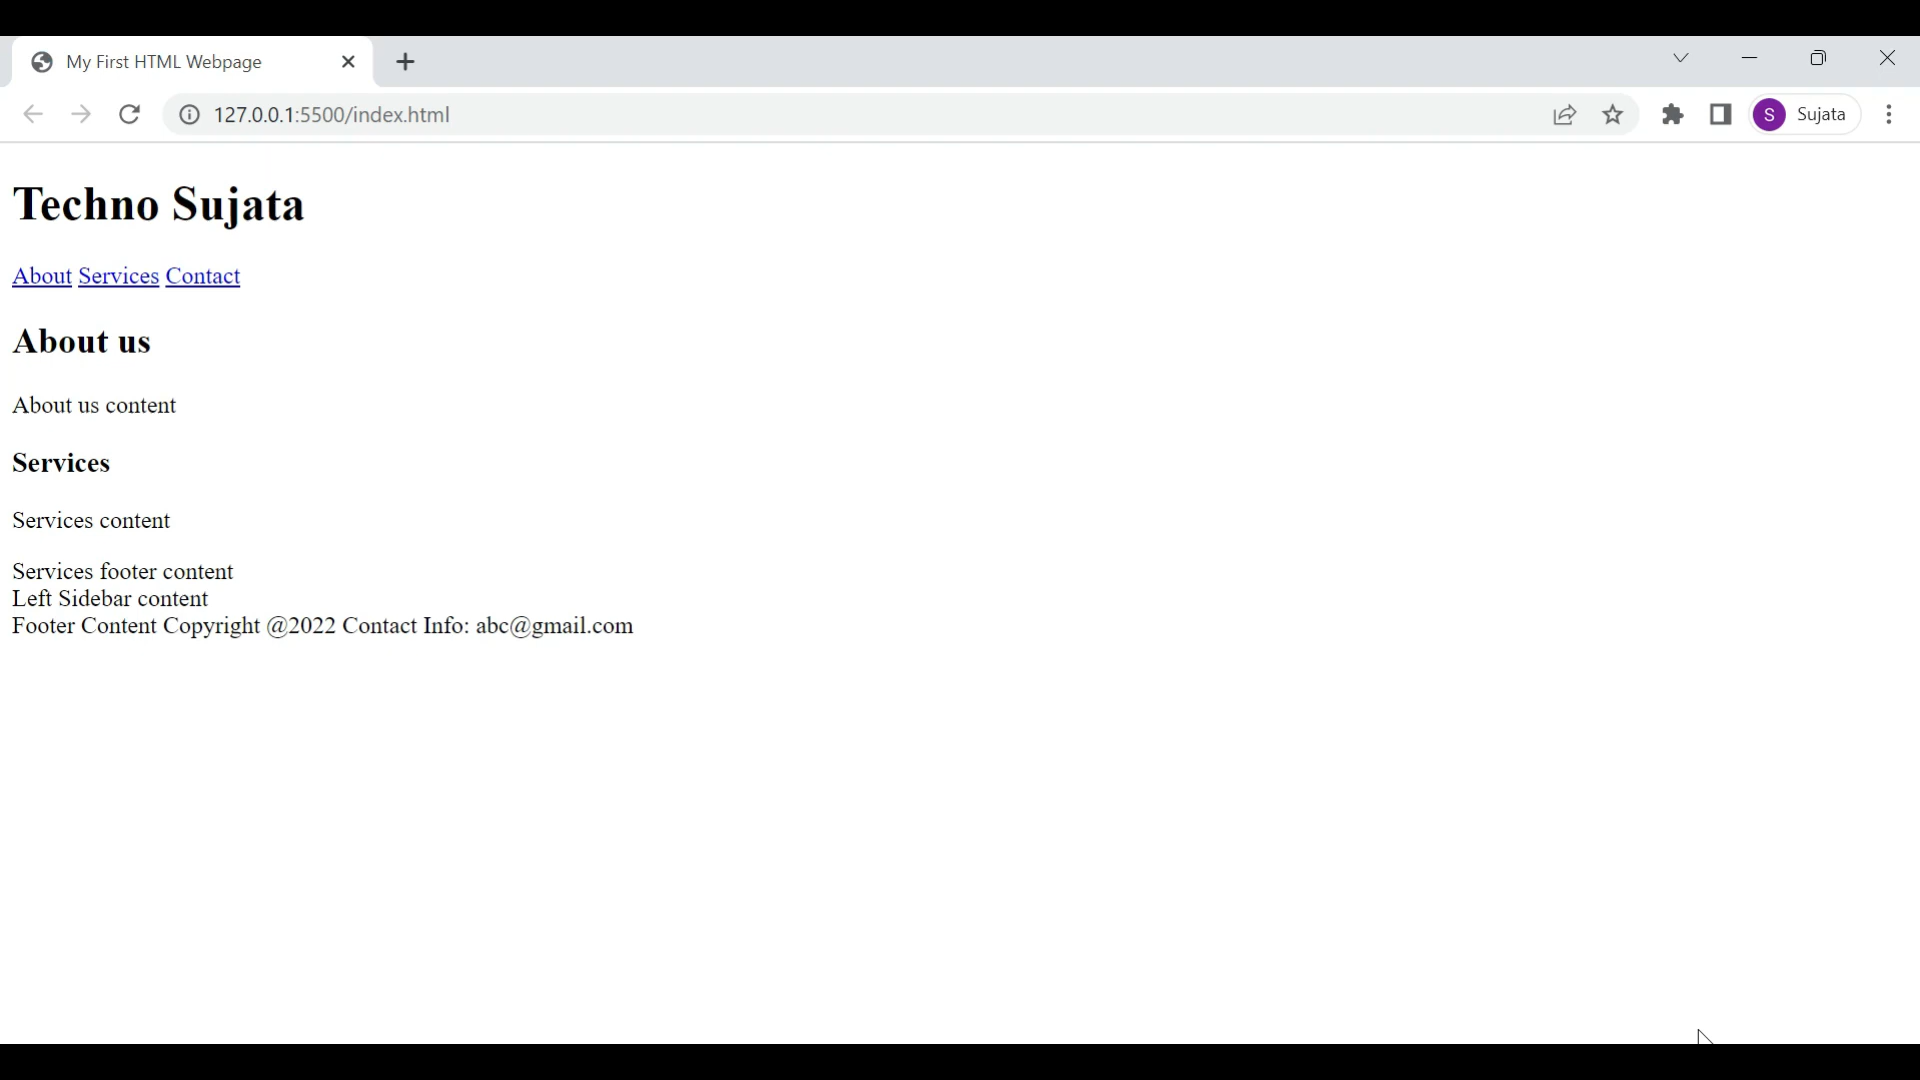 My First HTML Webpage
127.0.0.1:5500/index.html
S Sujata
Techno Sujata
About Services Contact
About us
About us content
Services
Services content
Services footer content
Left Sidebar content
Footer Content Copyright @2022 Contact Info: abc@gmail.com